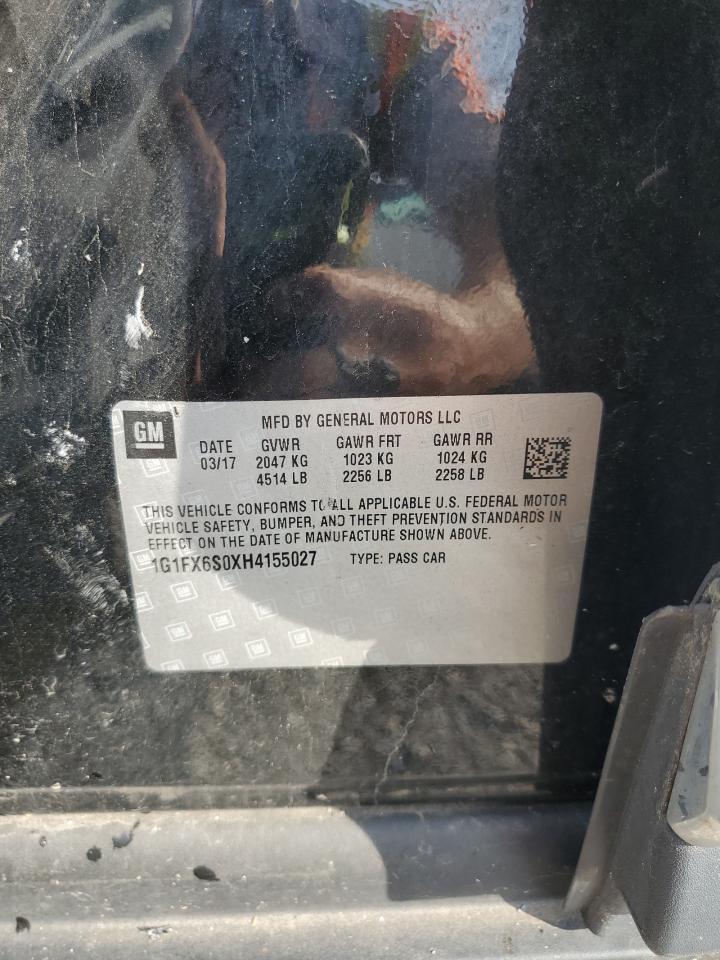 GM
MFD BY GENERAL MOTORS LLC
DATE GVWR GAWR FRT GAWR RR
03/17 2047 KG 1023 KG 1024 KG
4514 LB 2256 LB 2258 LB
THIS VEHICLE CONFORMS TO ALL APPLICABLE U.S. FEDERAL MOTOR
VEHICLE SAFETY, BUMPER, AND THEFT PREVENTION STANDARDS IN
EFFECT ON THE DATE OF MANUFACTURE SHOWN ABOVE.
1G1FX6S0XH4155027 TYPE: PASS CAR